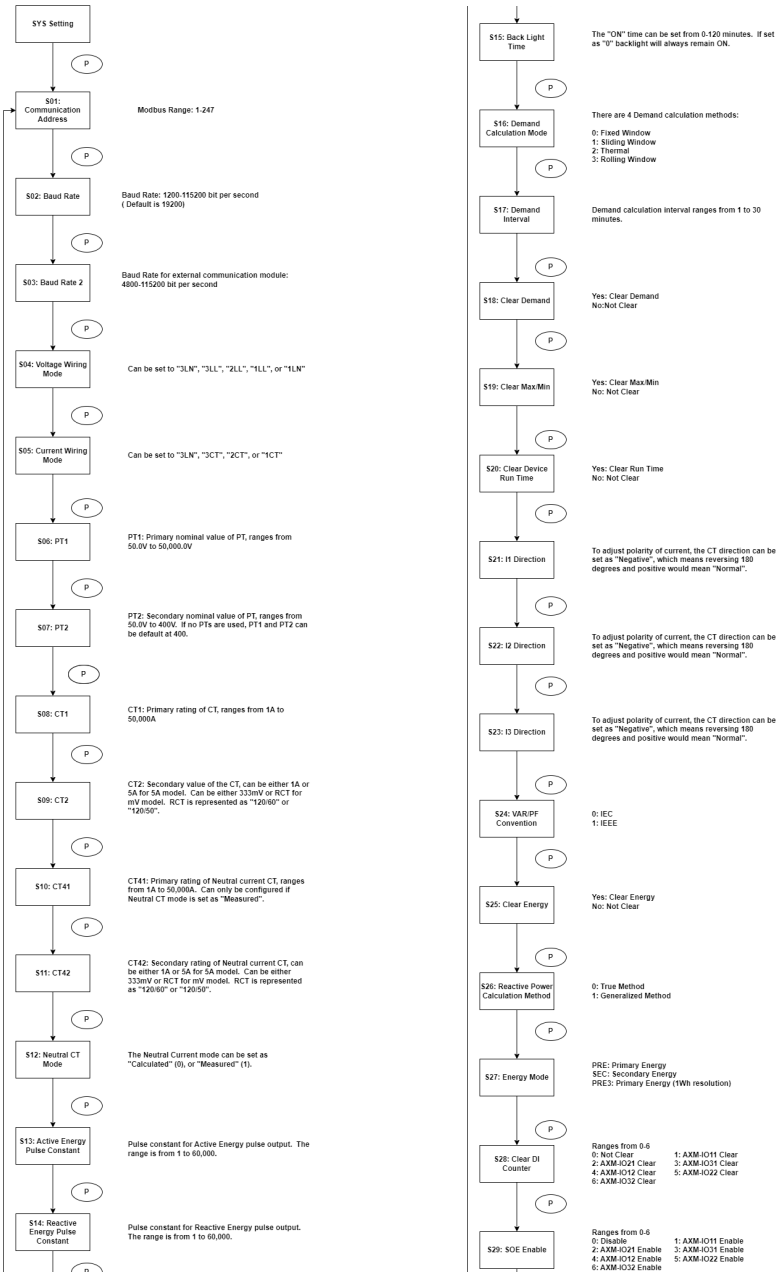 SYS Setting
P
S01:
Communication
Address
Modbus Range: 1-247
P
S02: Baud Rate
Baud Rate: 1200-115200 bit per second
( Default is 19200)
P
S03: Baud Rate 2
Baud Rate for external communication module:
4800-115200 bit per second
P
S04: Voltage Wiring
Mode
Can be set to "3LN", "3LL", "2LL", "1LL", or "1LN"
P
S05: Current Wiring
Mode
Can be set to "3LN", "3CT", "2CT", or "1CT"
P
S06: PT1
PT1: Primary nominal value of PT, ranges from
50.0V to 50,000.0V
P
S07: PT2
PT2: Secondary nominal value of PT, ranges from
50.0V to 400V. If no PTs are used, PT1 and PT2 can
be default at 400.
P
S08: CT1
CT1: Primary rating of CT, ranges from 1A to
50,000A
P
S09: CT2
CT2: Secondary value of the CT, can be either 1A or
5A for 5A model. Can be either 333mV or RCT for
mV model. RCT is represented as "120/60" or
"120/50".
P
S10: CT41
CT41: Primary rating of Neutral current CT, ranges
from 1A to 50,000A. Can only be configured if
Neutral CT mode is set as "Measured".
P
S11: CT42
CT42: Secondary rating of Neutral current CT, can
be either 1A or 5A for 5A model. Can be either
333mV or RCT for mV model. RCT is represented
as "120/60" or "120/50".
P
S12: Neutral CT
Mode
The Neutral Current mode can be set as
"Calculated" (0), or "Measured" (1).
P
S13: Active Energy
Pulse Constant
Pulse constant for Active Energy pulse output. The
range is from 1 to 60,000.
P
S14: Reactive
Energy Pulse
Constant
Pulse constant for Reactive Energy pulse output.
The range is from 1 to 60,000.
P
S15: Back Light
Time
The "ON" time can be set from 0-120 minutes. If set
as "0" backlight will always remain ON.
P
S16: Demand
Calculation Mode
There are 4 Demand calculation methods:
0: Fixed Window
1: Sliding Window
2: Thermal
3: Rolling Window
P
S17: Demand
Interval
Demand calculation interval ranges from 1 to 30
minutes.
P
S18: Clear Demand
Yes: Clear Demand
No:Not Clear
P
S19: Clear Max/Min
Yes: Clear Max/Min
No: Not Clear
P
S20: Clear Device
Run Time
Yes: Clear Run Time
No: Not Clear
P
S21: I1 Direction
To adjust polarity of current, the CT direction can be
set as "Negative", which means reversing 180
degrees and positive would mean "Normal".
P
S22: I2 Direction
To adjust polarity of current, the CT direction can be
set as "Negative", which means reversing 180
degrees and positive would mean "Normal".
P
S23: I3 Direction
To adjust polarity of current, the CT direction can be
set as "Negative", which means reversing 180
degrees and positive would mean "Normal".
P
S24: VAR/PF
Convention
0: IEC
1: IEEE
P
S25: Clear Energy
Yes: Clear Energy
No: Not Clear
P
S26: Reactive Power
Calculation Method
0: True Method
1: Generalized Method
P
S27: Energy Mode
PRE: Primary Energy
SEC: Secondary Energy
PRE3: Primary Energy (1Wh resolution)
P
S28: Clear DI
Counter
Ranges from 0-6
0: Not Clear 1: AXM-IO11 Clear
2: AXM-IO21 Clear 3: AXM-IO31 Clear
4: AXM-IO12 Clear 5: AXM-IO22 Clear
6: AXM-IO32 Clear
P
S29: SOE Enable
Ranges from 0-6
0: Disable 1: AXM-IO11 Enable
2: AXM-IO21 Enable 3: AXM-IO31 Enable
4: AXM-IO12 Enable 5: AXM-IO22 Enable
6: AXM-IO32 Enable